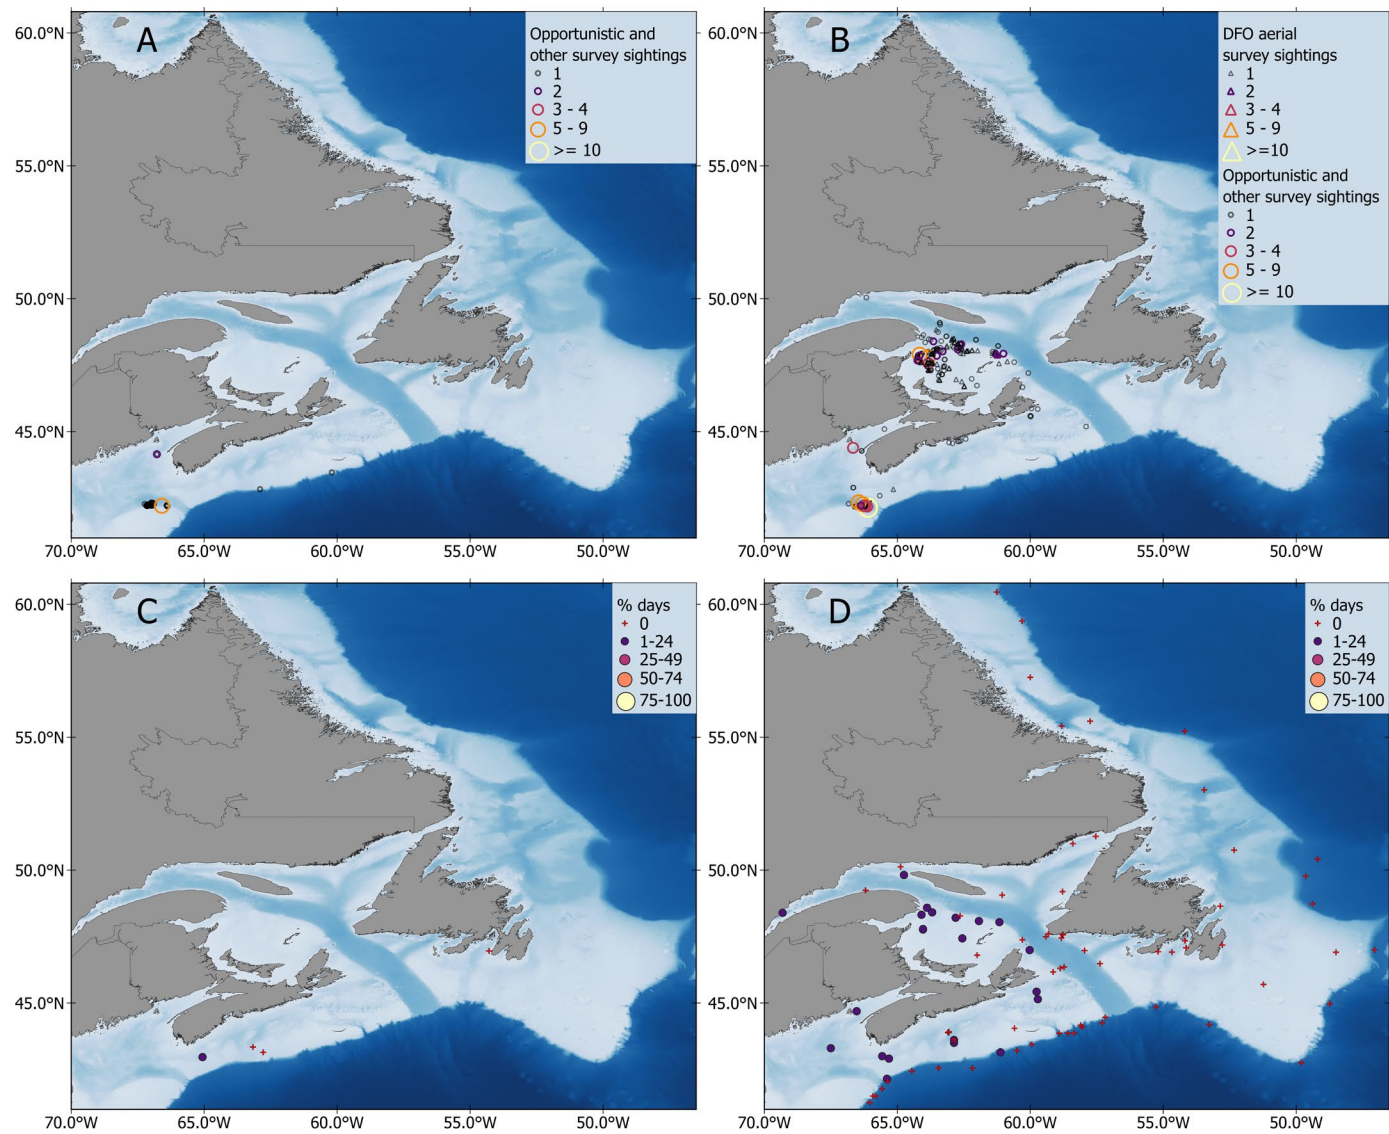 A
Opportunistic and
other survey sightings
1
2
3 - 4
5 - 9
>= 10
60.0°N
55.0°N
50.0°N
45.0°N
70.0°W 65.0°W 60.0°W 55.0°W 50.0°W
B
DFO aerial
survey sightings
1
2
3 - 4
5 - 9
>=10
Opportunistic and
other survey sightings
1
2
3 - 4
5 - 9
>= 10
60.0°N
55.0°N
50.0°N
45.0°N
70.0°W 65.0°W 60.0°W 55.0°W 50.0°W
C
% days
0
1-24
25-49
50-74
75-100
60.0°N
55.0°N
50.0°N
45.0°N
70.0°W 65.0°W 60.0°W 55.0°W 50.0°W
D
% days
0
1-24
25-49
50-74
75-100
60.0°N
55.0°N
50.0°N
45.0°N
70.0°W 65.0°W 60.0°W 55.0°W 50.0°W